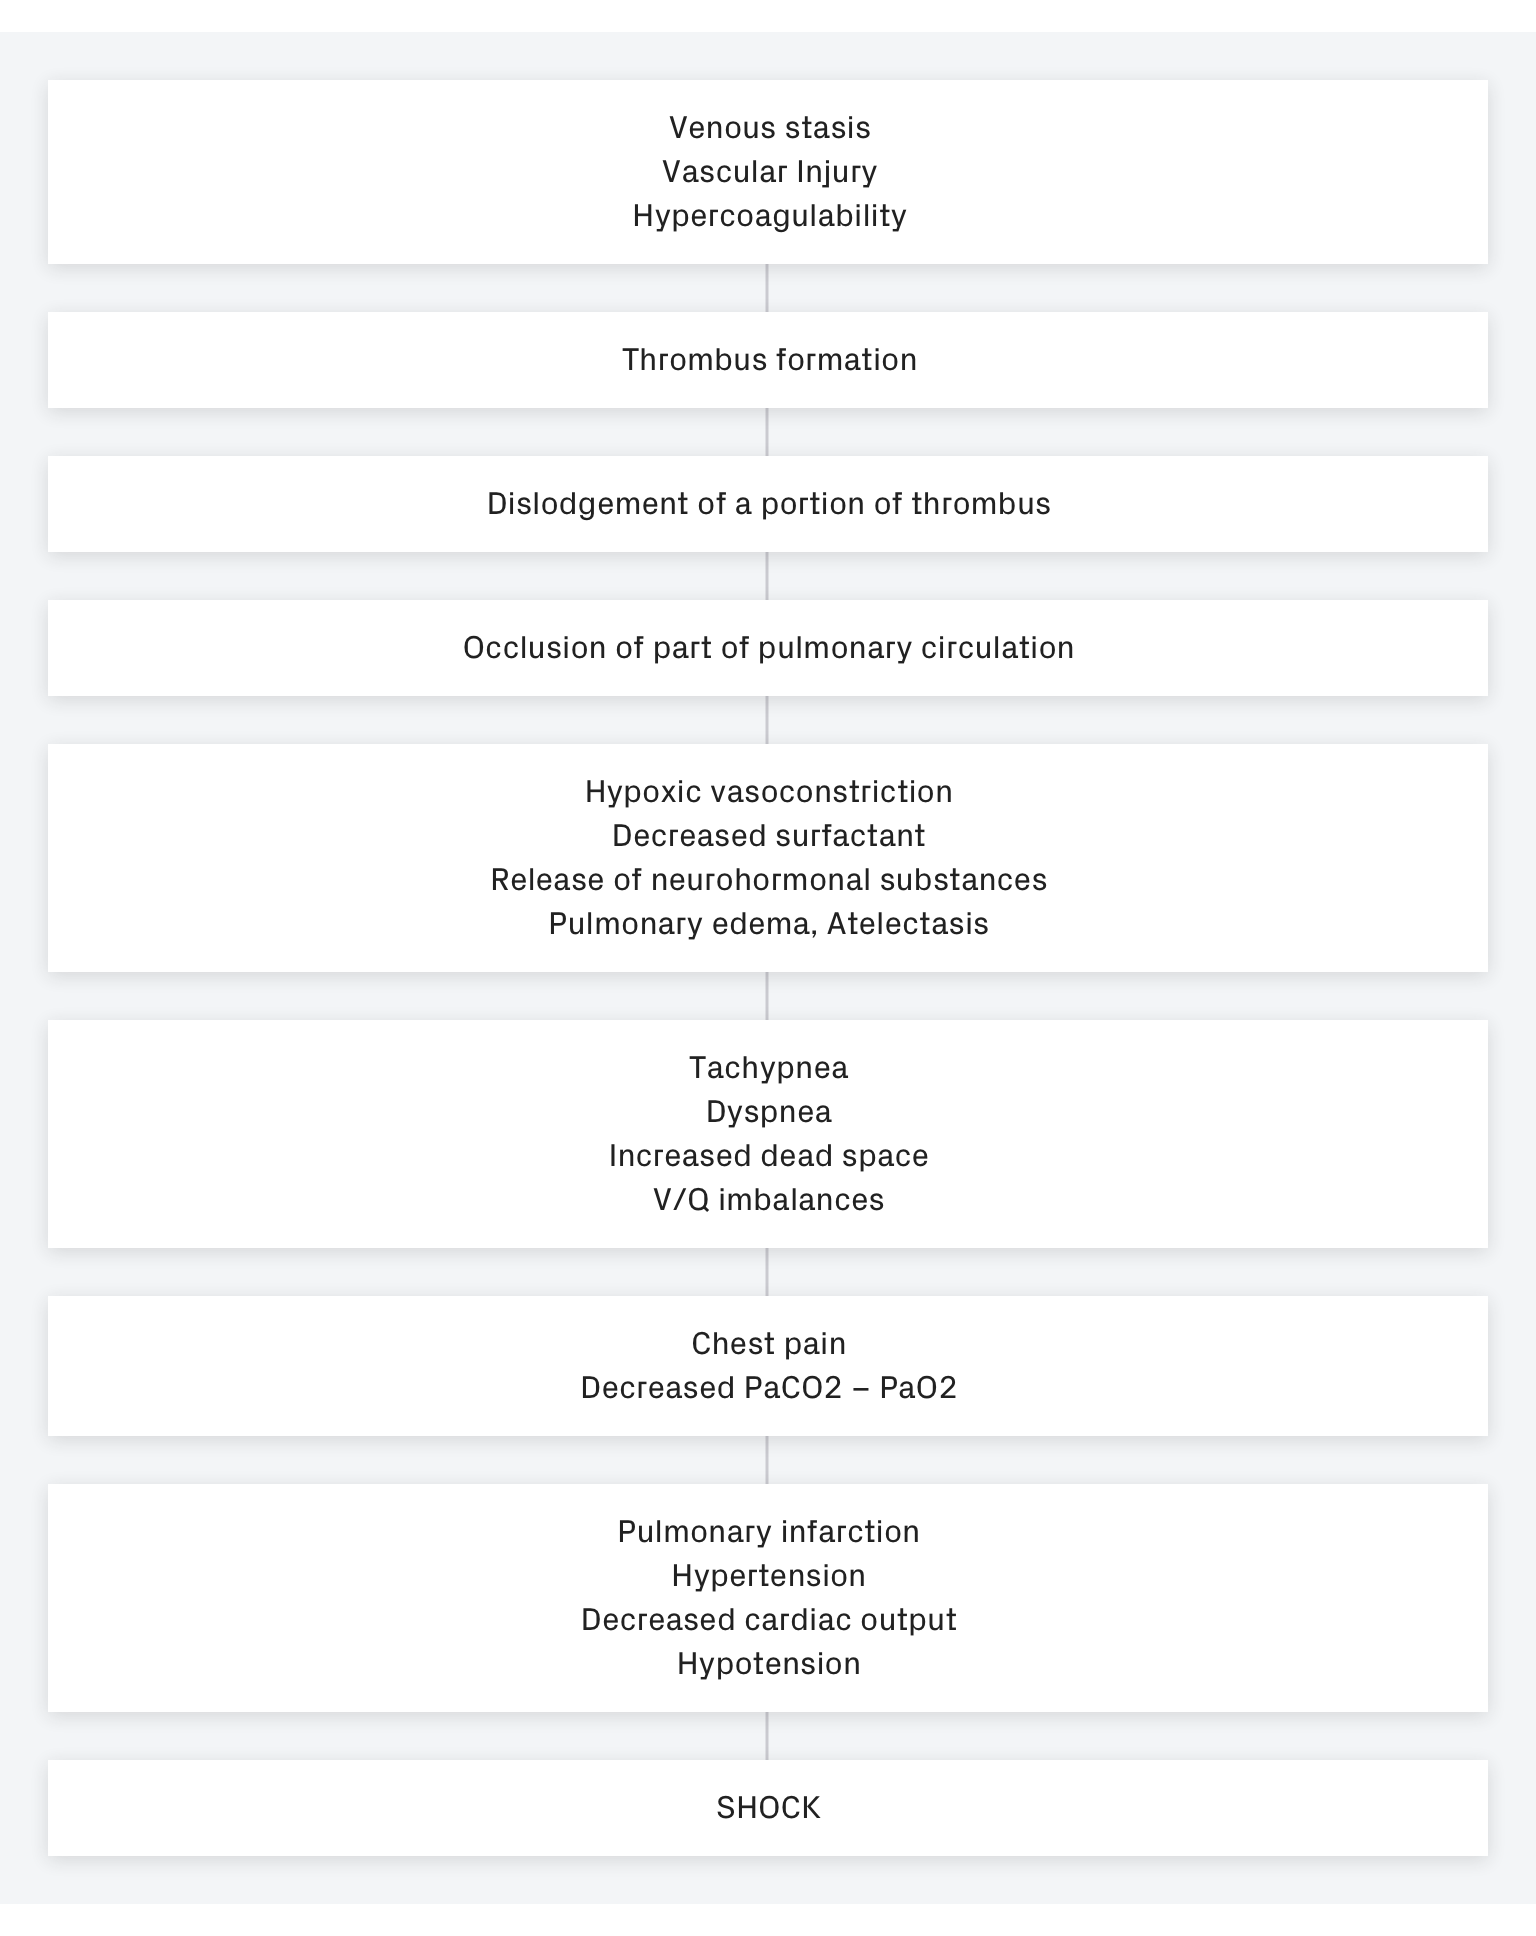 Venous stasis
Vascular Injury
Hypercoagulability
Thrombus formation
Dislodgement of a portion of thrombus
Occlusion of part of pulmonary circulation
Hypoxic vasoconstriction
Decreased surfactant
Release of neurohormonal substances
Pulmonary edema, Atelectasis
Tachypnea
Dyspnea
Increased dead space
V/Q imbalances
Chest pain
Decreased PaCO2 – PaO2
Pulmonary infarction
Hypertension
Decreased cardiac output
Hypotension
SHOCK